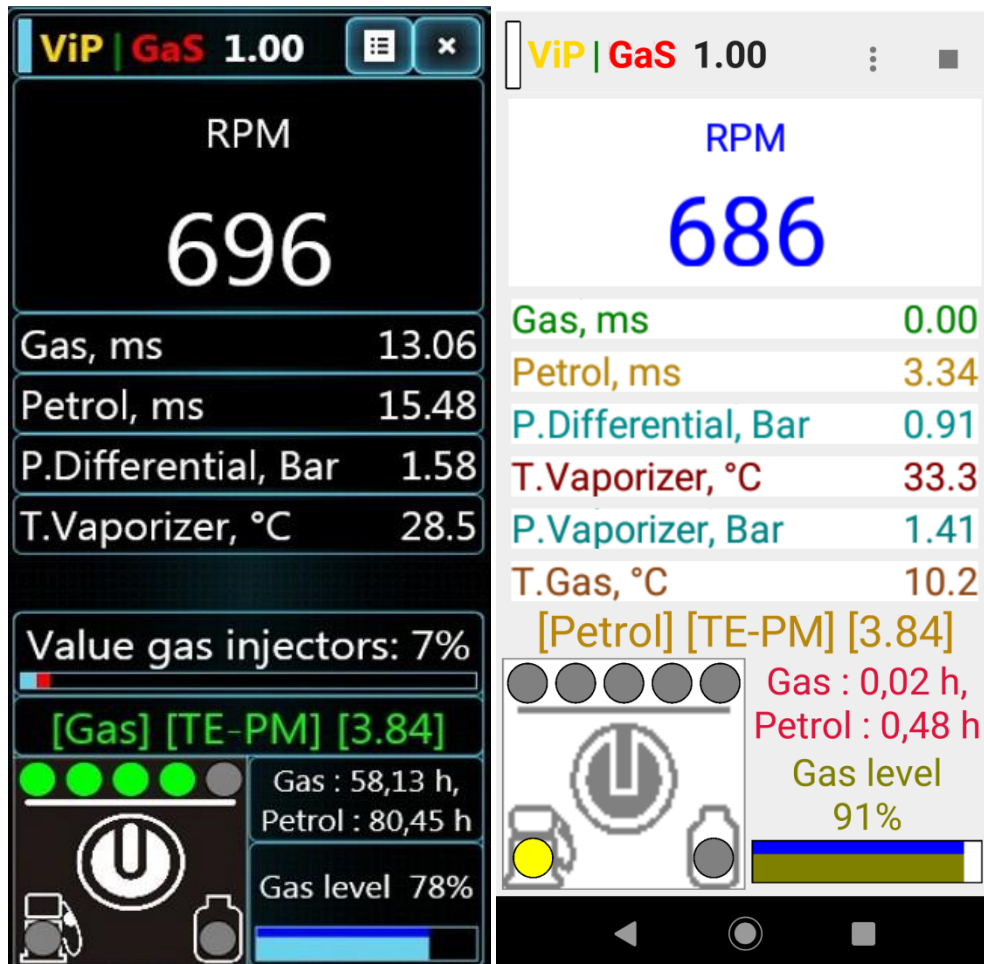 ViP | GaS 1.00
RPM
696
Gas, ms 13.06
Petrol, ms 15.48
P.Differential, Bar 1.58
T.Vaporizer, °C 28.5
Value gas injectors: 7%
[Gas] [TE-PM] [3.84]
Gas : 58,13 h,
Petrol : 80,45 h
Gas level 78%
ViP | GaS 1.00
RPM
686
Gas, ms 0.00
Petrol, ms 3.34
P.Differential, Bar 0.91
T.Vaporizer, °C 33.3
P.Vaporizer, Bar 1.41
T.Gas, °C 10.2
[Petrol] [TE-PM] [3.84]
Gas : 0,02 h,
Petrol : 0,48 h
Gas level
91%